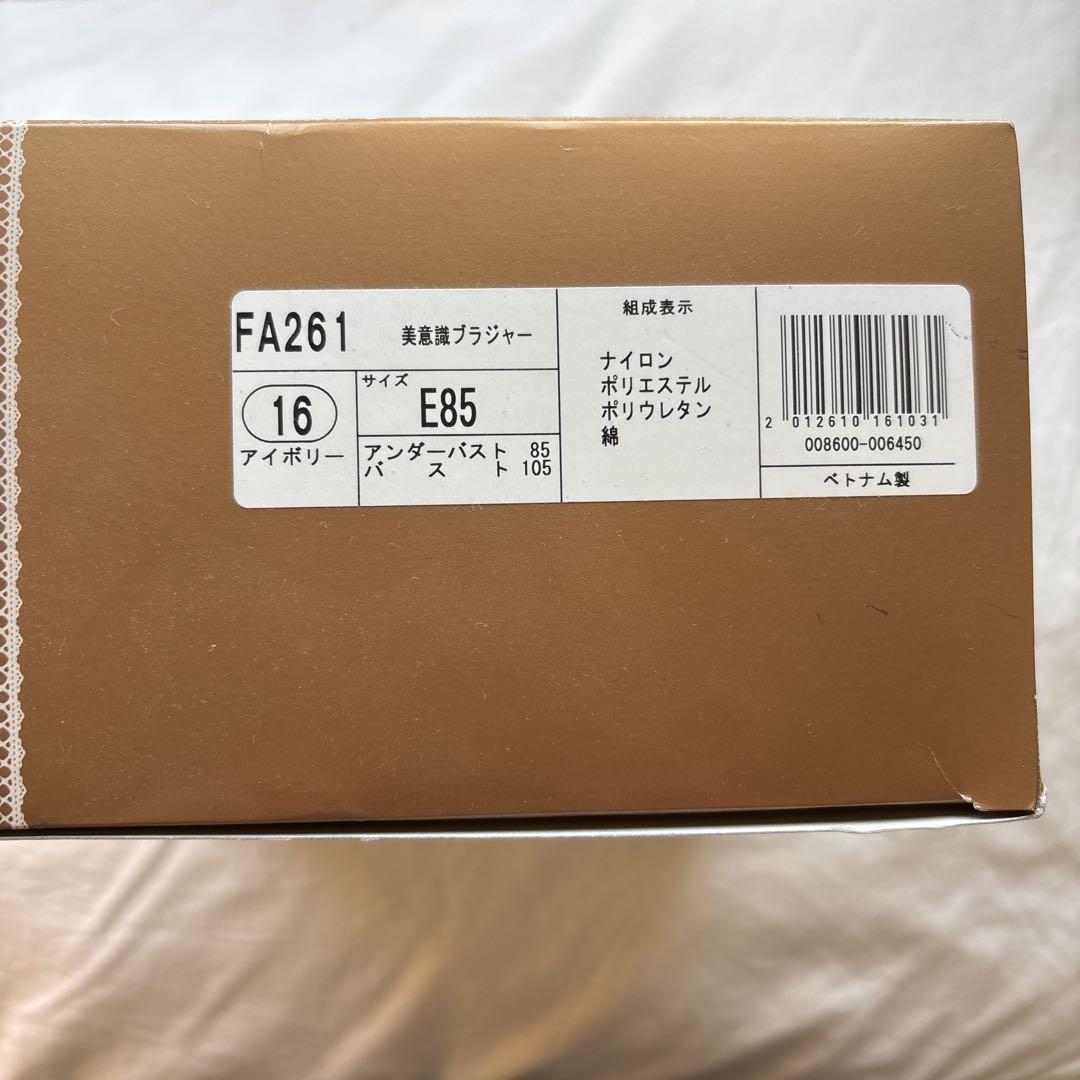 FA261 美意識ブラジャー
16
アイボリー
サイズ
E85
アンダーバスト 85
バスト 105
組成表示
ナイロン
ポリエステル
ポリウレタン
綿
2 012610 161031
008600-006450
ベトナム製